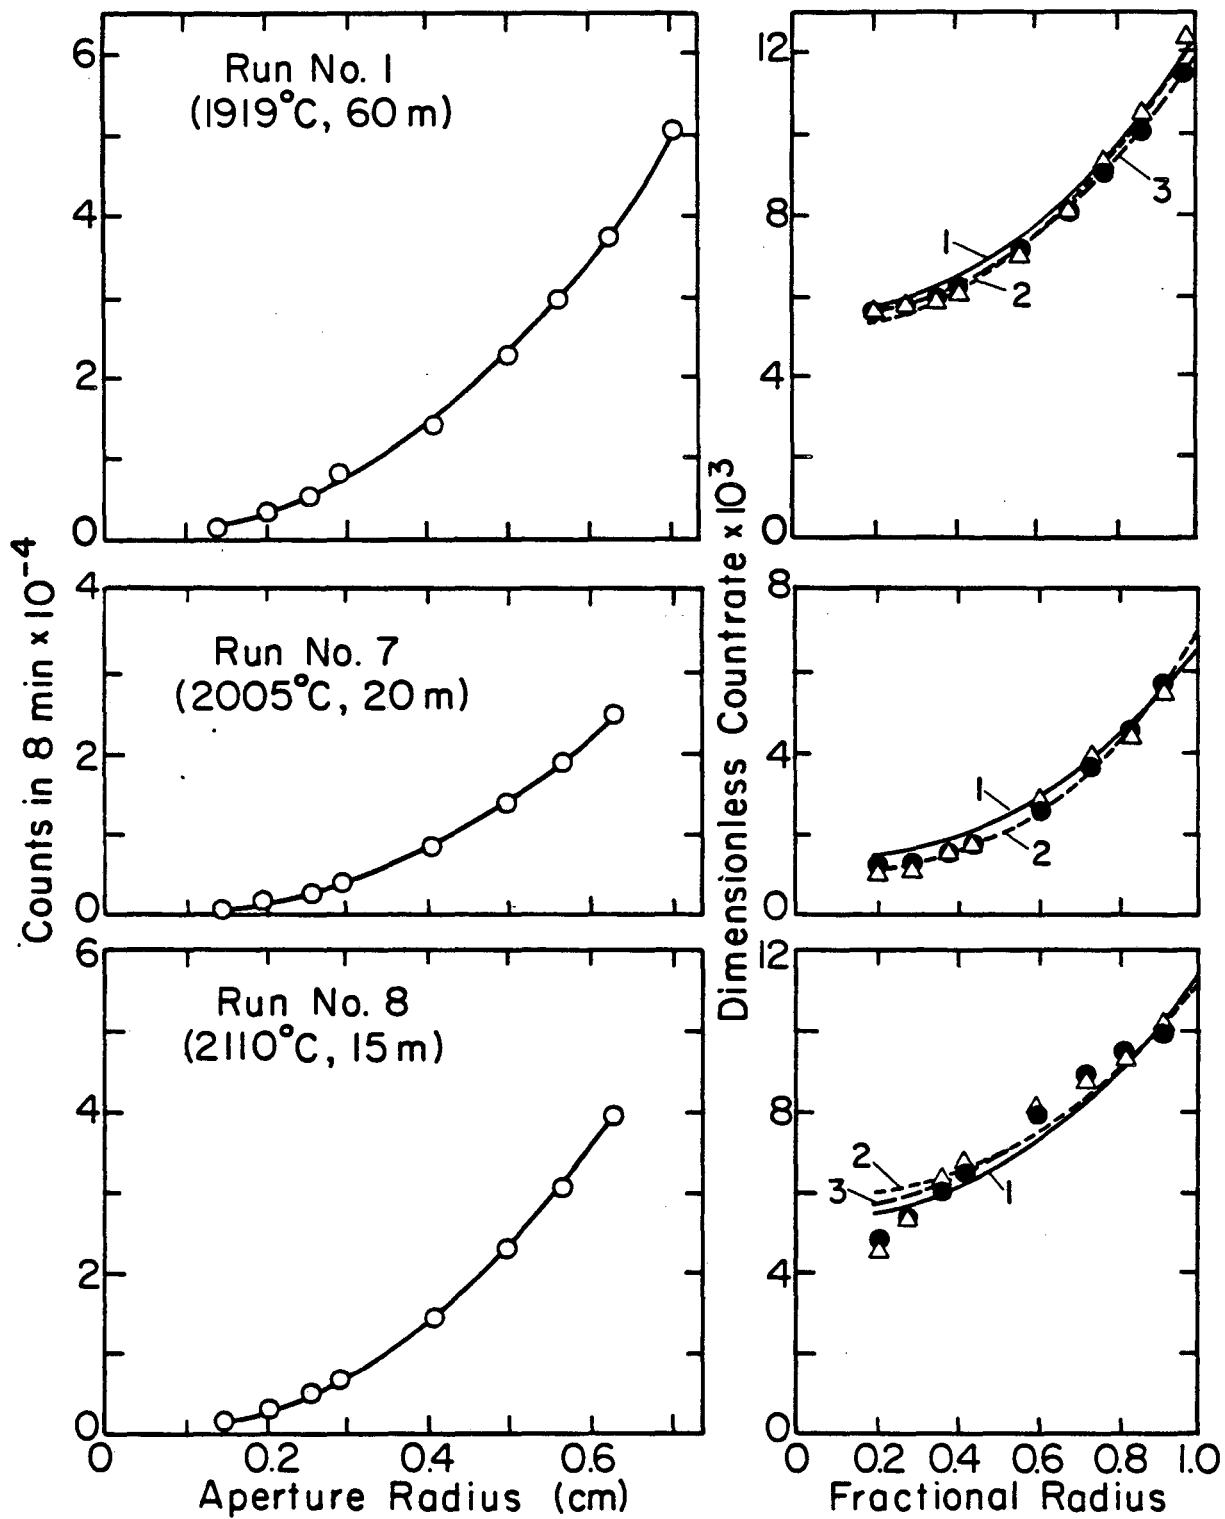 Counts in 8 min x 10⁻⁴
6
4
2
0
Run No. 1
(1919°C, 60 m)
4
2
0
Run No. 7
(2005°C, 20 m)
6
4
2
0
Run No. 8
(2110°C, 15 m)
0 0.2 0.4 0.6
Aperture Radius (cm)
Dimensionless Countrate x 10³
12
8
4
0
1
2
3
8
4
0
1
2
12
8
4
0
2
3
1
0 0.2 0.4 0.6 0.8 1.0
Fractional Radius